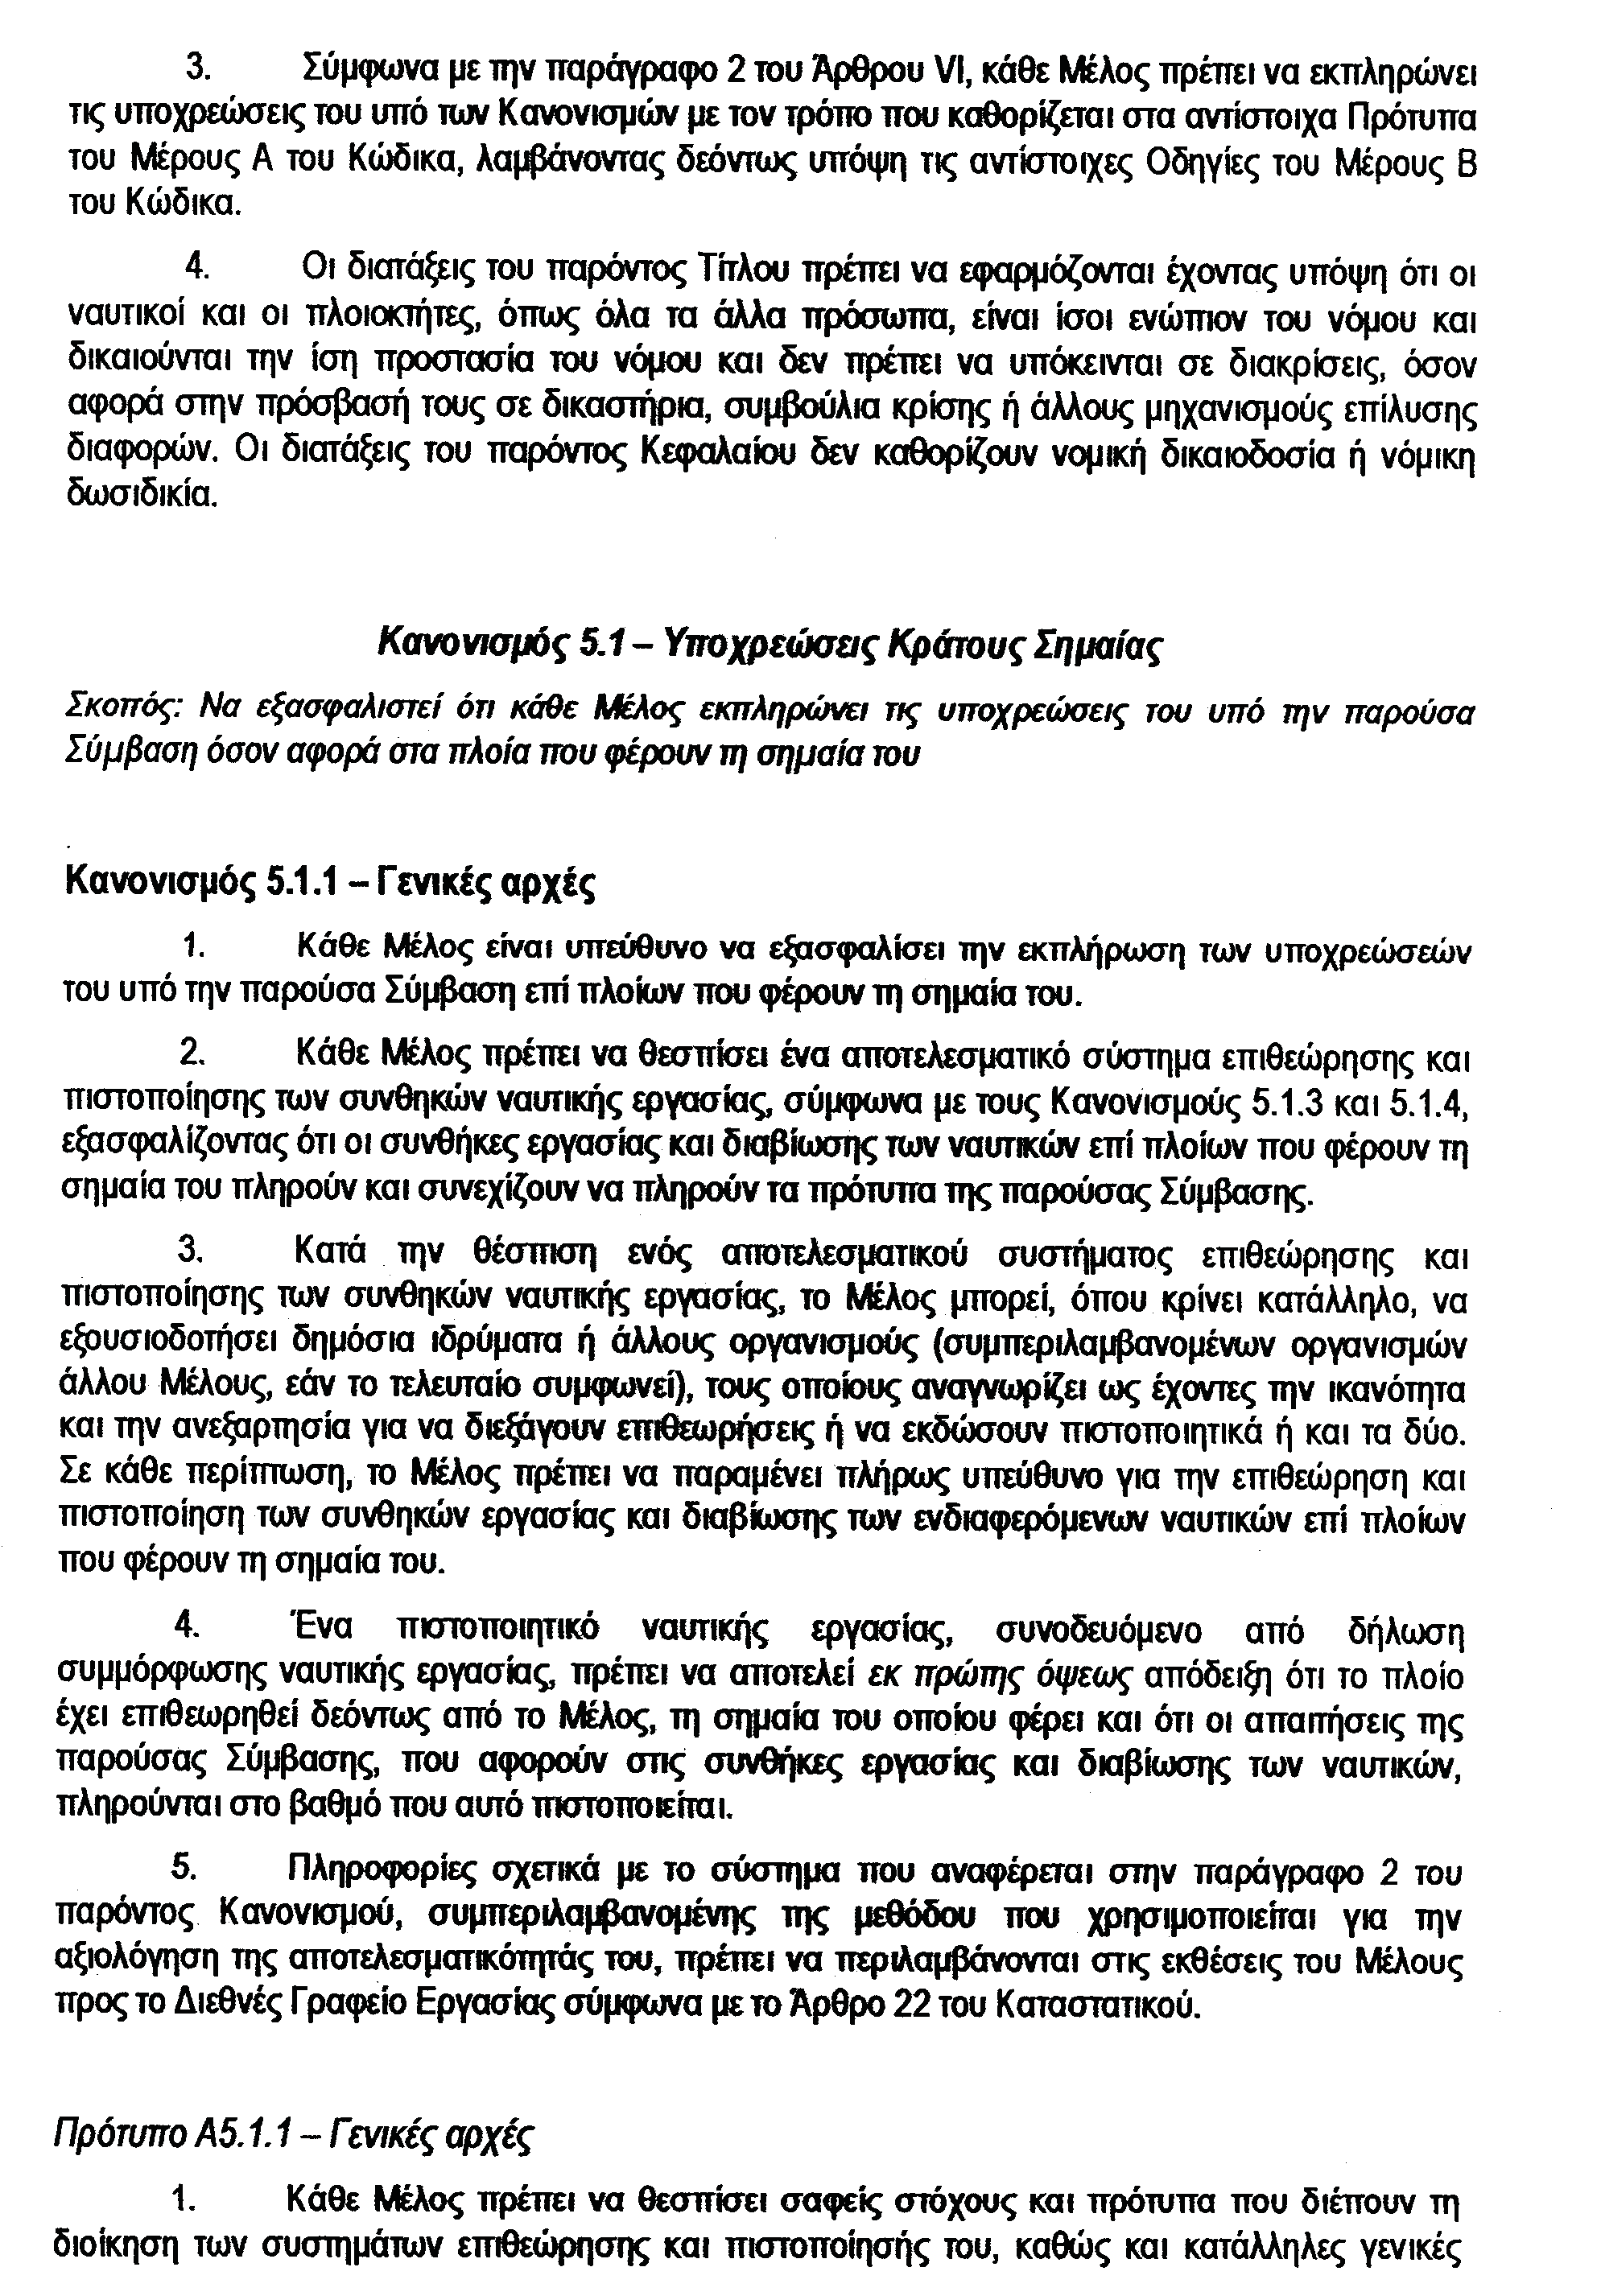 3. Σύμφωνα με την παράγραφο 2 του Άρθρου VI, κάθε Μέλος πρέπει να εκπληρώνει
τις υποχρεώσεις του υπό των Κανονισμών με τον τρόπο που καθορίζεται στα αντίστοιχα Πρότυπα
του Μέρους Α του Κώδικα, λαμβάνοντας δεόντως υπόψη τις αντίστοιχες Οδηγίες του Μέρους Β
του Κώδικα.
4. Οι διατάξεις του παρόντος Τίτλου πρέπει να εφαρμόζονται έχοντας υπόψη ότι οι
ναυτικοί και οι πλοιοκτήτες, όπως όλα τα άλλα πρόσωπα, είναι ίσοι ενώπιον του νόμου και
δικαιούνται την ίση προστασία του νόμου και δεν πρέπει να υπόκεινται σε διακρίσεις, όσον
αφορά στην πρόσβασή τους σε δικαστήρια, συμβούλια κρίσης ή άλλους μηχανισμούς επίλυσης
διαφορών. Οι διατάξεις του παρόντος Κεφαλαίου δεν καθορίζουν νομική δικαιοδοσία ή νόμικη
δωσιδικία.
Κανονισμός 5.1 – Υποχρεώσεις Κράτους Σημαίας
Σκοπός: Να εξασφαλιστεί ότι κάθε Μέλος εκπληρώνει τις υποχρεώσεις του υπό την παρούσα
Σύμβαση όσον αφορά στα πλοία που φέρουν τη σημαία του
Κανονισμός 5.1.1 – Γενικές αρχές
1. Κάθε Μέλος είναι υπεύθυνο να εξασφαλίσει την εκπλήρωση των υποχρεώσεών
του υπό την παρούσα Σύμβαση επί πλοίων που φέρουν τη σημαία του.
2. Κάθε Μέλος πρέπει να θεσπίσει ένα αποτελεσματικό σύστημα επιθεώρησης και
πιστοποίησης των συνθηκών ναυτικής εργασίας, σύμφωνα με τους Κανονισμούς 5.1.3 και 5.1.4,
εξασφαλίζοντας ότι οι συνθήκες εργασίας και διαβίωσης των ναυτικών επί πλοίων που φέρουν τη
σημαία του πληρούν και συνεχίζουν να πληρούν τα πρότυπα της παρούσας Σύμβασης.
3. Κατά την θέσπιση ενός αποτελεσματικού συστήματος επιθεώρησης και
πιστοποίησης των συνθηκών ναυτικής εργασίας, το Μέλος μπορεί, όπου κρίνει κατάλληλο, να
εξουσιοδοτήσει δημόσια ιδρύματα ή άλλους οργανισμούς (συμπεριλαμβανομένων οργανισμών
άλλου Μέλους, εάν το τελευταίο συμφωνεί), τους οποίους αναγνωρίζει ως έχοντες την ικανότητα
και την ανεξαρτησία για να διεξάγουν επιθεωρήσεις ή να εκδώσουν πιστοποιητικά ή και τα δύο.
Σε κάθε περίπτωση, το Μέλος πρέπει να παραμένει πλήρως υπεύθυνο για την επιθεώρηση και
πιστοποίηση των συνθηκών εργασίας και διαβίωσης των ενδιαφερόμενων ναυτικών επί πλοίων
που φέρουν τη σημαία του.
4. Ένα πιστοποιητικό ναυτικής εργασίας, συνοδευόμενο από δήλωση
συμμόρφωσης ναυτικής εργασίας, πρέπει να αποτελεί εκ πρώτης όψεως απόδειξη ότι το πλοίο
έχει επιθεωρηθεί δεόντως από το Μέλος, τη σημαία του οποίου φέρει και ότι οι απαιτήσεις της
παρούσας Σύμβασης, που αφορούν στις συνθήκες εργασίας και διαβίωσης των ναυτικών,
πληρούνται στο βαθμό που αυτό πιστοποιείται.
5. Πληροφορίες σχετικά με το σύστημα που αναφέρεται στην παράγραφο 2 του
παρόντος Κανονισμού, συμπεριλαμβανομένης της μεθόδου που χρησιμοποιείται για την
αξιολόγηση της αποτελεσματικότητάς του, πρέπει να περιλαμβάνονται στις εκθέσεις του Μέλους
προς το Διεθνές Γραφείο Εργασίας σύμφωνα με το Άρθρο 22 του Καταστατικού.
Πρότυπο Α5.1.1 – Γενικές αρχές
1. Κάθε Μέλος πρέπει να θεσπίσει σαφείς στόχους και πρότυπα που διέπουν τη
διοίκηση των συστημάτων επιθεώρησης και πιστοποίησής του, καθώς και κατάλληλες γενικές